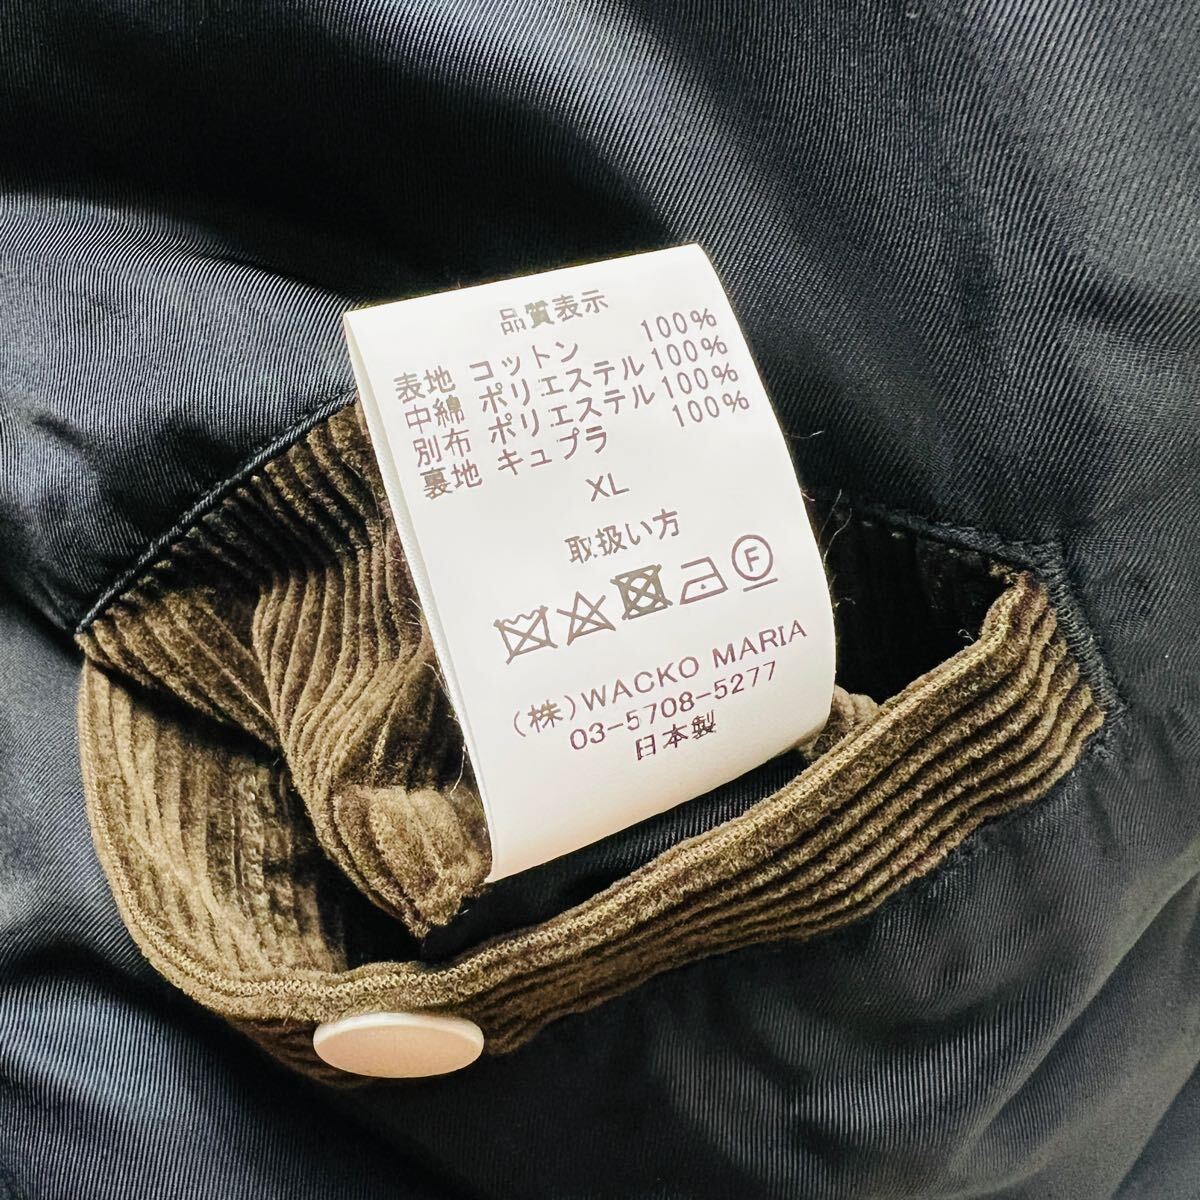 品質表示
表地 コットン 100%
中綿 ポリエステル 100%
別布 ポリエステル 100%
裏地 キュプラ 100%
XL
取扱い方
F
(株)WACKO MARIA
03-5708-5277
日本製